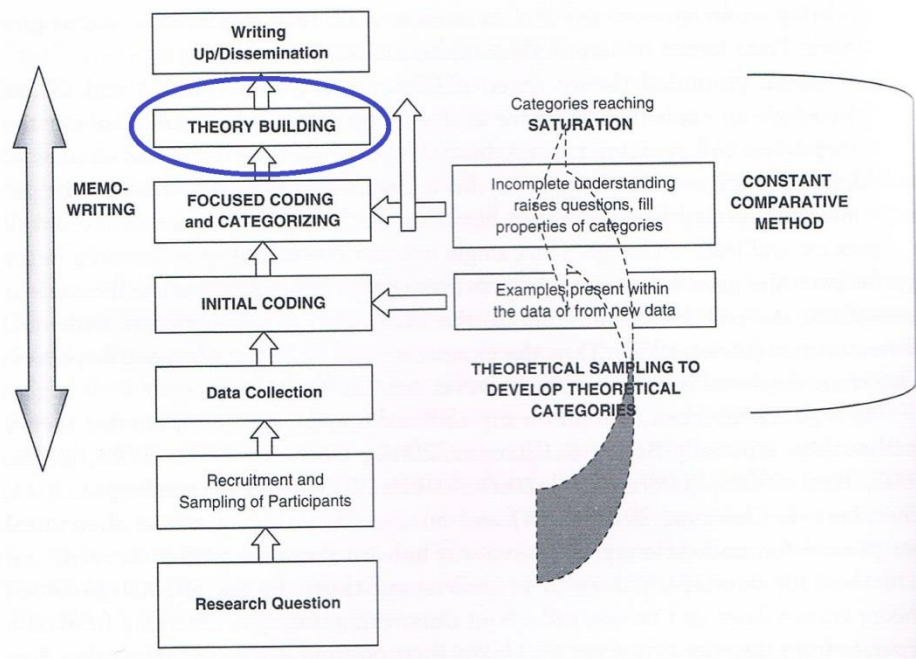 Writing
Up/Dissemination
THEORY BUILDING
MEMO-
WRITING
FOCUSED CODING
and CATEGORIZING
INITIAL CODING
Data Collection
Recruitment and
Sampling of Participants
Research Question
Categories reaching
SATURATION
Incomplete understanding
raises questions, fill
properties of categories
Examples present within
the data of from new data
THEORETICAL SAMPLING TO
DEVELOP THEORETICAL
CATEGORIES
CONSTANT
COMPARATIVE
METHOD